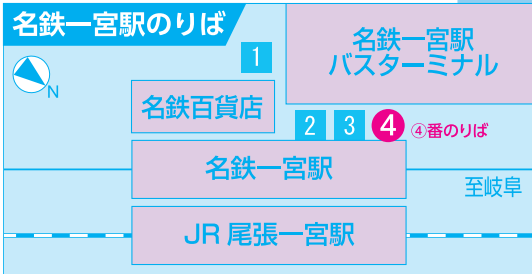 名鉄一宮駅のりば
N
1
名鉄一宮駅
バスターミナル
名鉄百貨店
2 3 4 ④番のりば
名鉄一宮駅
至岐阜
JR 尾張一宮駅